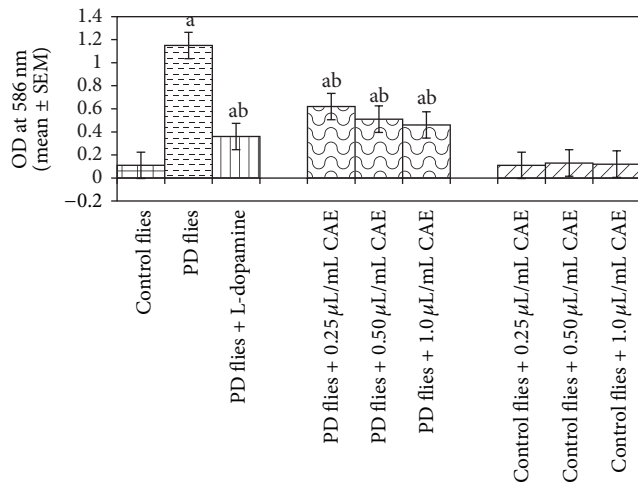 OD at 586 nm
(mean ± SEM)
1.4
1.2
1
0.8
0.6
0.4
0.2
0
−0.2
a
ab
ab
ab
ab
Control flies
PD flies
PD flies + L-dopamine
PD flies + 0.25 μL/mL CAE
PD flies + 0.50 μL/mL CAE
PD flies + 1.0 μL/mL CAE
Control flies + 0.25 μL/mL CAE
Control flies + 0.50 μL/mL CAE
Control flies + 1.0 μL/mL CAE